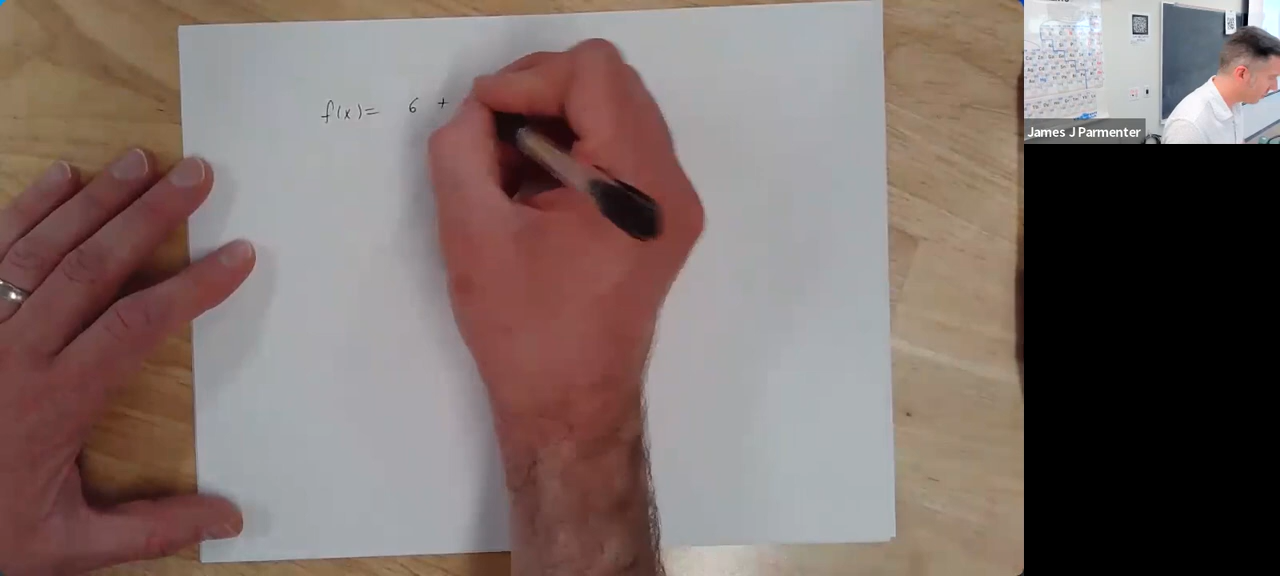 f(x)= 6 +
James J Parmenter